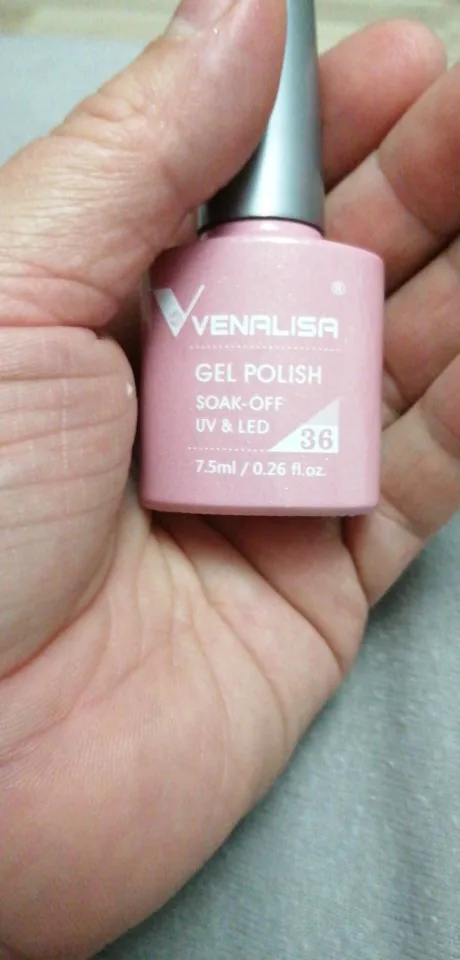 ®
VENALISA
GEL POLISH
SOAK-OFF
UV & LED
36
7.5ml / 0.26 fl.oz.